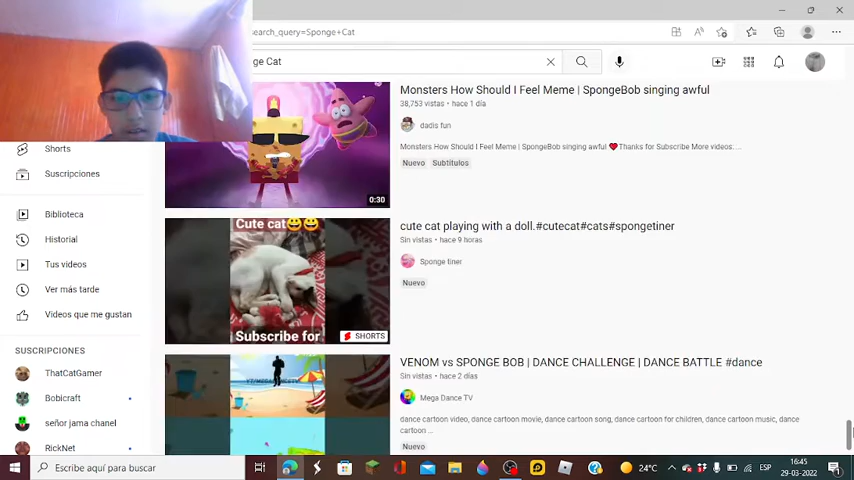 search_query=Sponge+Cat
ge Cat
Monsters How Should I Feel Meme | SpongeBob singing awful
38,753 vistas • hace 1 día
dadis fun
Monsters How Should I Feel Meme | SpongeBob singing awful ❤️Thanks for Subscribe More videos: ...
Nuevo Subtítulos
0:30
Shorts
Suscripciones
Biblioteca
Historial
Tus videos
Ver más tarde
Videos que me gustan
SUSCRIPCIONES
ThatCatGamer
Bobicraft
señor jama chanel
RickNet
Cute cat😀😀
Subscribe for
SHORTS
cute cat playing with a doll.#cutecat#cats#spongetiner
Sin vistas • hace 9 horas
Sponge tiner
Nuevo
VENOM vs SPONGE BOB | DANCE CHALLENGE | DANCE BATTLE #dance
Sin vistas • hace 2 días
Mega Dance TV
dance cartoon video, dance cartoon movie, dance cartoon song, dance cartoon for children, dance cartoon music, dance
cartoon ...
Nuevo
Escribe aquí para buscar
24°C
ESP
16:45
29-03-2022